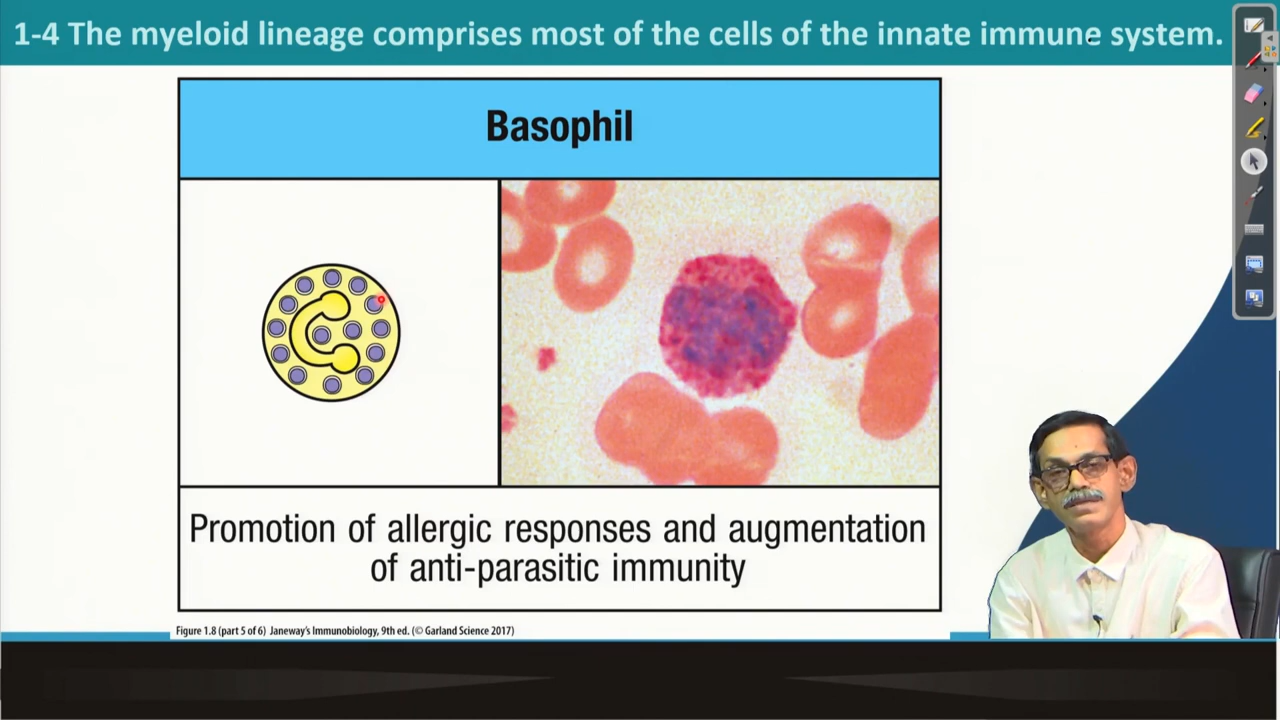 1-4 The myeloid lineage comprises most of the cells of the innate immune system.
Basophil
Promotion of allergic responses and augmentation
of anti-parasitic immunity
Figure 1.8 (part 5 of 6) Janeway's Immunobiology, 9th ed. (© Garland Science 2017)